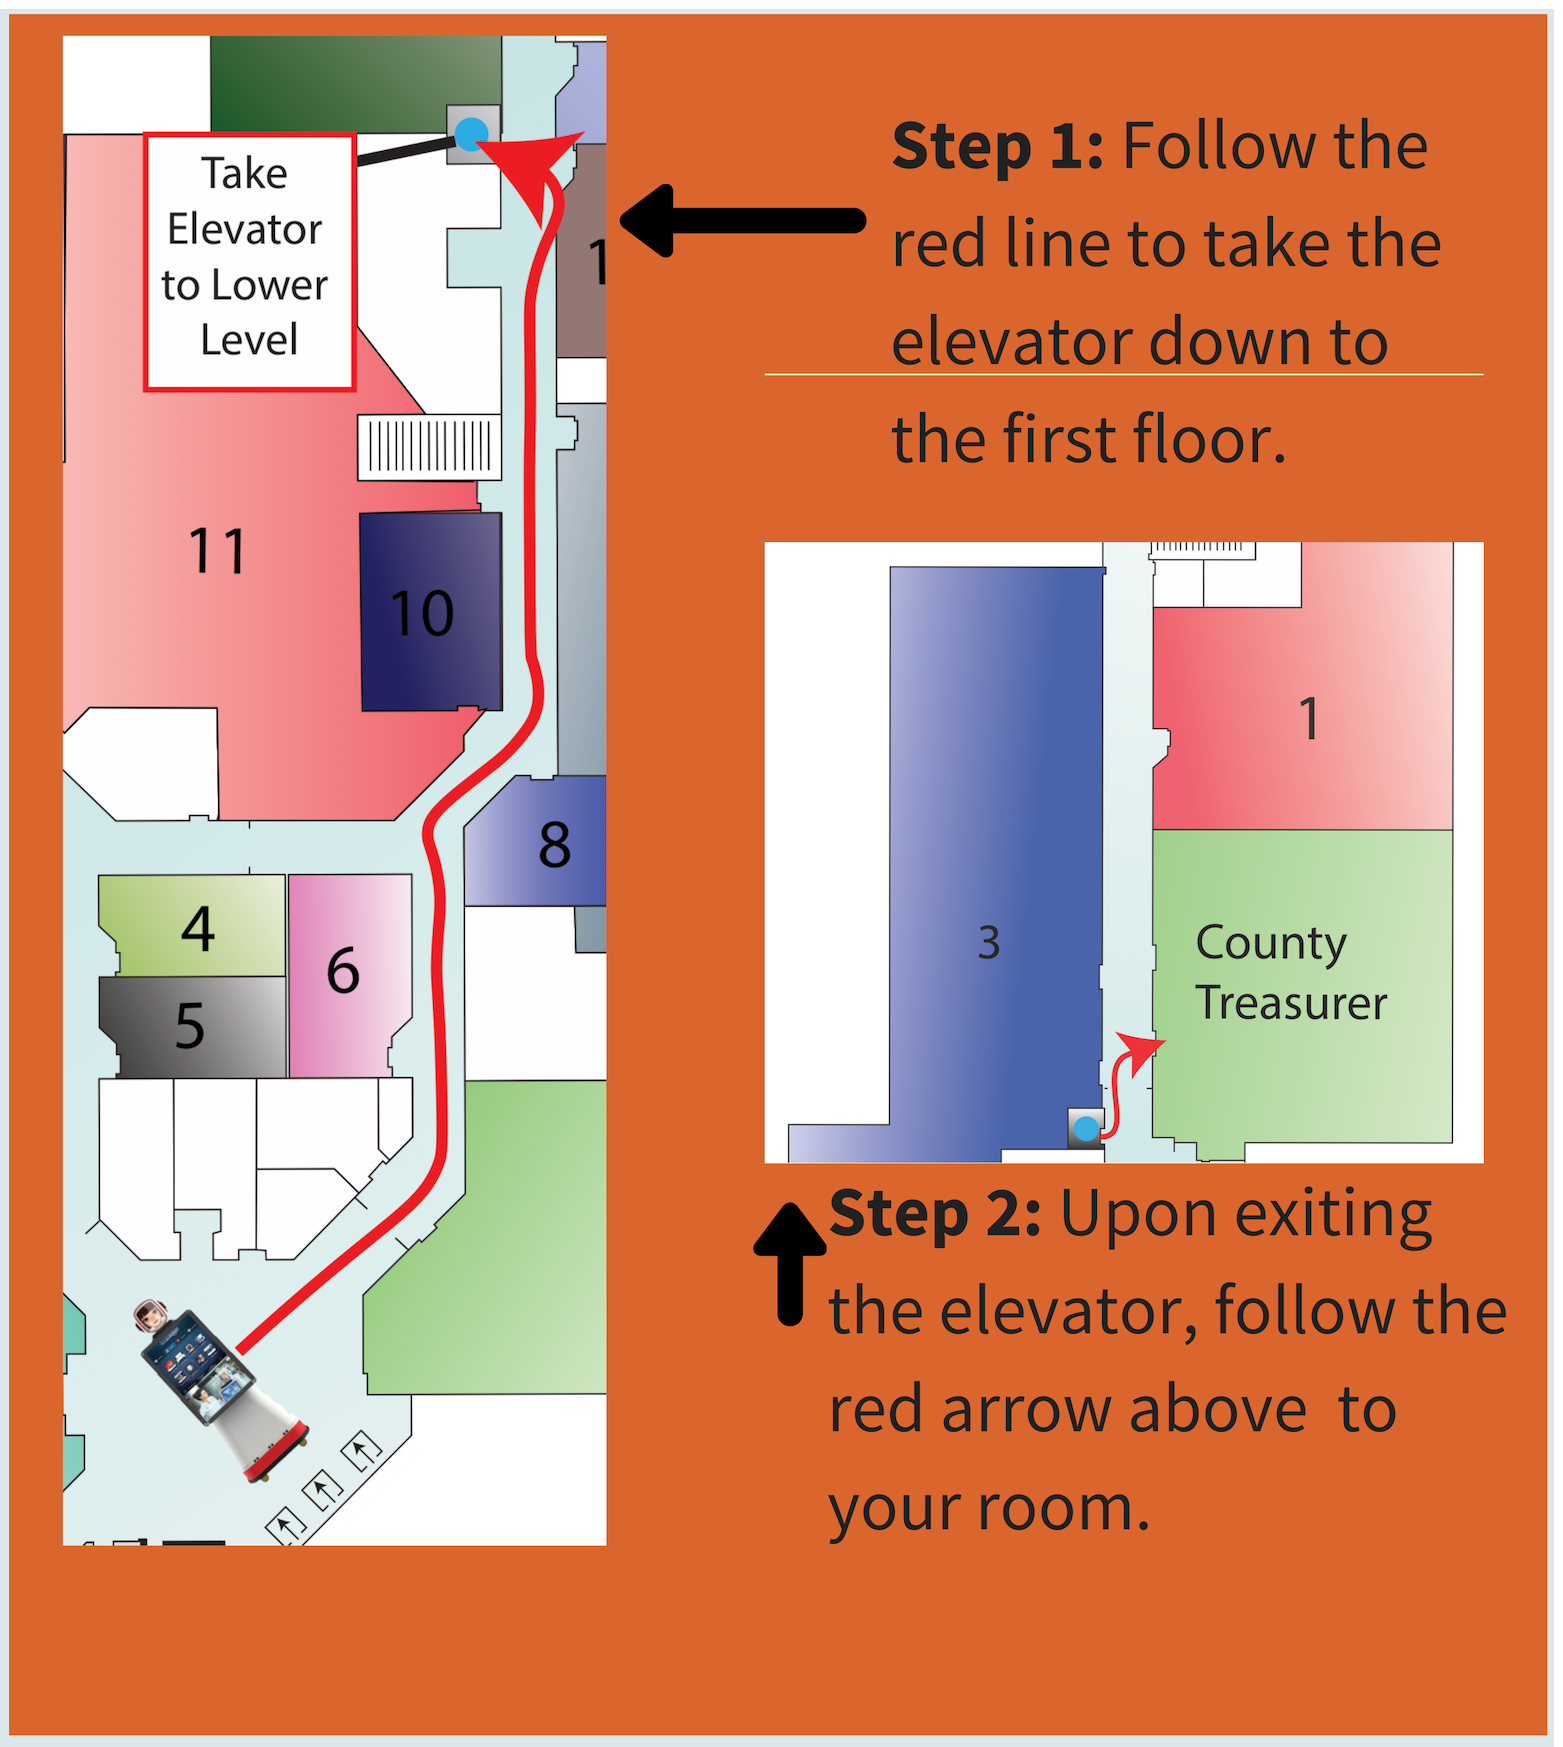 Take
Elevator
to Lower
Level
11
10
8
4
6
5
Step 1: Follow the
red line to take the
elevator down to
the first floor.
1
3
County
Treasurer
Step 2: Upon exiting
the elevator, follow the
red arrow above to
your room.